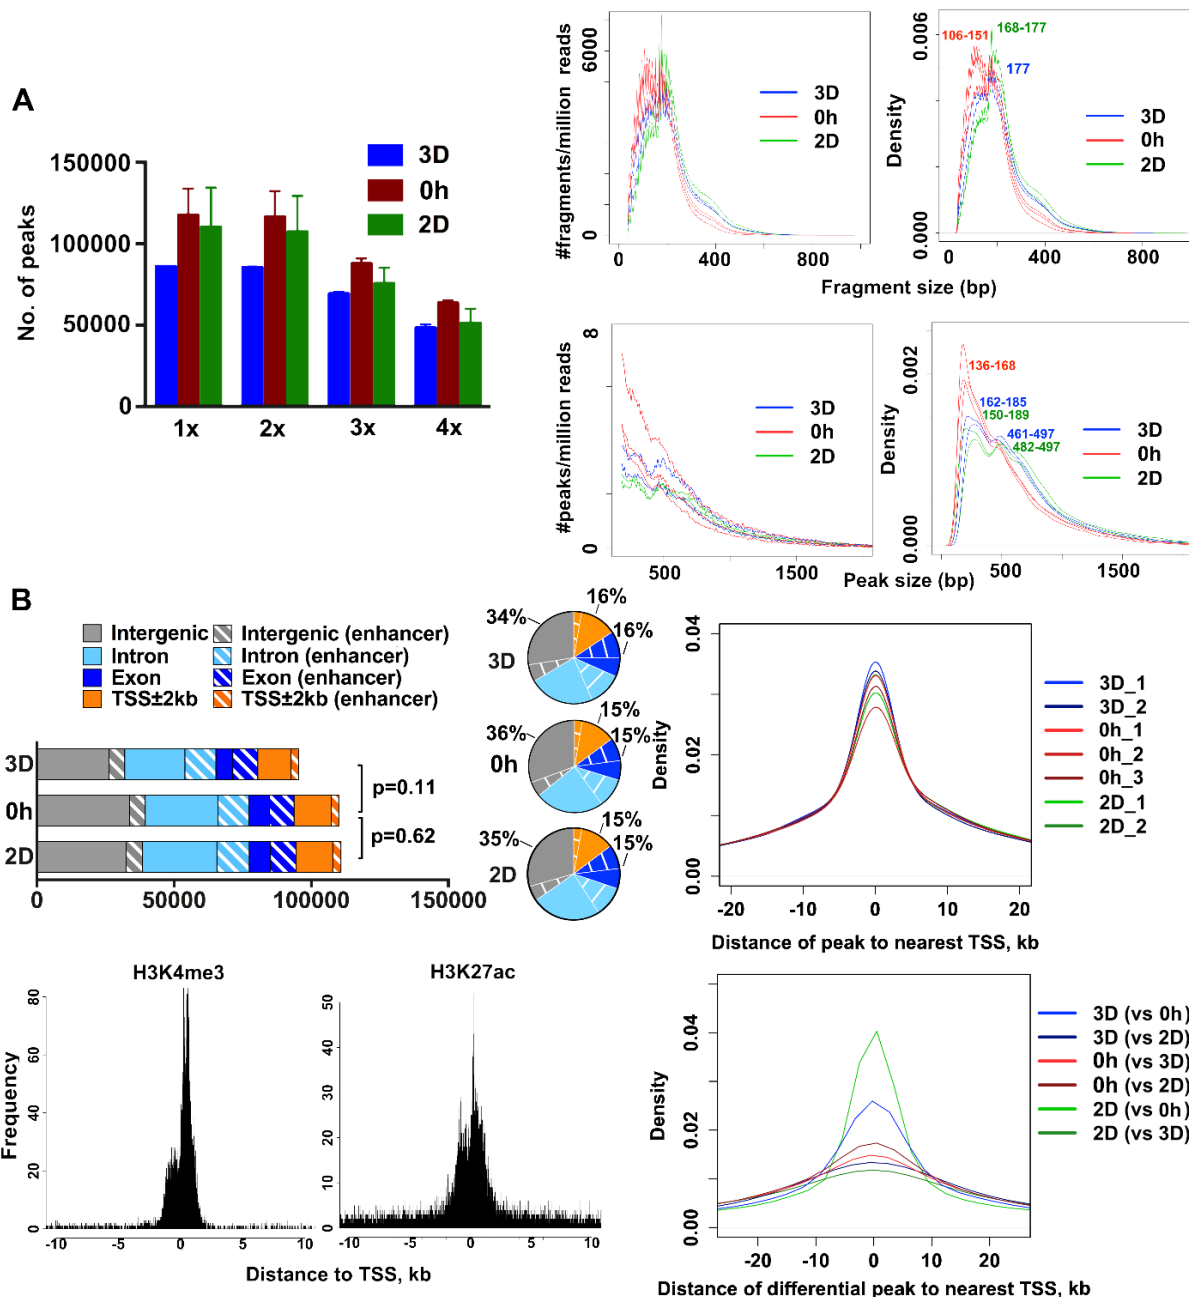 A
No. of peaks
150000
100000
50000
0
3D
0h
2D
1x
2x
3x
4x
#fragments/million reads
6000
0
3D
0h
2D
0
400
800
Density
0.006
0.000
106-151
168-177
177
3D
0h
2D
0
400
800
Fragment size (bp)
#peaks/million reads
8
0
3D
0h
2D
500
1500
Density
0.002
0.000
136-168
162-185
150-189
461-497
482-497
3D
0h
2D
500
1500
Peak size (bp)
B
Intergenic
Intergenic (enhancer)
Intron
Intron (enhancer)
Exon
Exon (enhancer)
TSS±2kb
TSS±2kb (enhancer)
3D
0h
2D
p=0.11
p=0.62
0
50000
100000
150000
34%
16%
16%
3D
36%
15%
15%
0h
35%
15%
15%
2D
Density
0.04
0.02
0.00
-20
-10
0
10
20
Distance of peak to nearest TSS, kb
3D_1
3D_2
0h_1
0h_2
0h_3
2D_1
2D_2
H3K4me3
Frequency
80
60
40
20
0
-10
-5
0
5
10
H3K27ac
50
40
30
20
10
0
-10
-5
0
5
10
Distance to TSS, kb
Density
0.04
0.02
0.00
-20
-10
0
10
20
Distance of differential peak to nearest TSS, kb
3D (vs 0h)
3D (vs 2D)
0h (vs 3D)
0h (vs 2D)
2D (vs 0h)
2D (vs 3D)